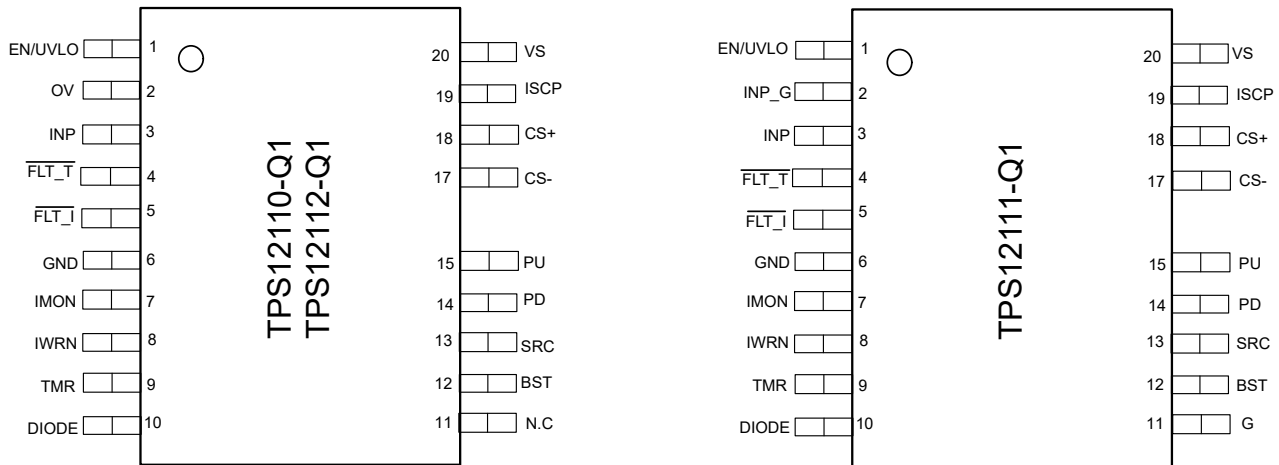 EN/UVLO 1
OV 2
INP 3
FLT_T 4
FLT_I 5
GND 6
IMON 7
IWRN 8
TMR 9
DIODE 10
TPS12110-Q1
TPS12112-Q1
20 VS
19 ISCP
18 CS+
17 CS-
15 PU
14 PD
13 SRC
12 BST
11 N.C
EN/UVLO 1
INP_G 2
INP 3
FLT_T 4
FLT_I 5
GND 6
IMON 7
IWRN 8
TMR 9
DIODE 10
TPS12111-Q1
20 VS
19 ISCP
18 CS+
17 CS-
15 PU
14 PD
13 SRC
12 BST
11 G